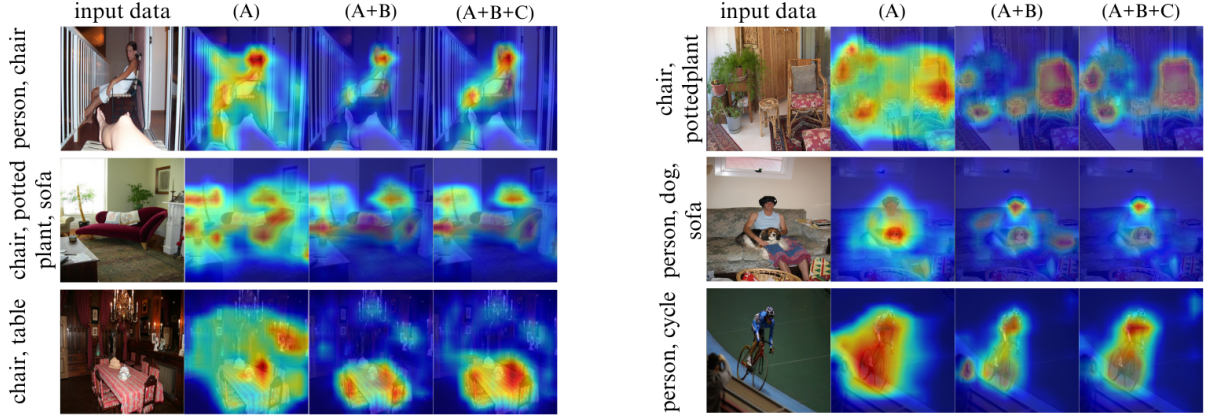 input data (A) (A+B) (A+B+C)
person, chair
chair, potted
plant, sofa
chair, table
input data (A) (A+B) (A+B+C)
chair,
pottedplant
person, dog,
sofa
person, cycle